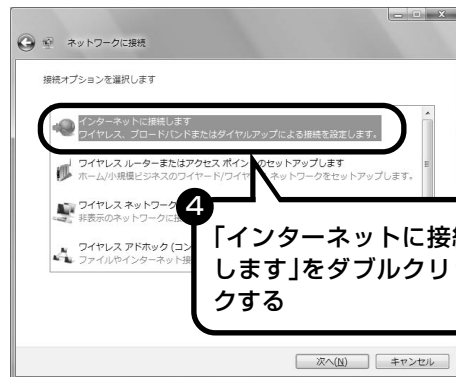 ネットワークに接続
接続オプションを選択します
インターネットに接続します
ワイヤレス、ブロードバンドまたはダイヤルアップによる接続を設定します。
ワイヤレス ルーターまたはアクセス ポイン のセットアップします
ホーム/小規模ビジネスのワイヤード/ワイヤ ネットワークをセットアップします。
ワイヤレス ネットワーク
非表示のネットワークに
ワイヤレス アドホック (コン
ファイルやインターネット接
4
「インターネットに接続
します」をダブルクリッ
クする
次へ(N)
キャンセル